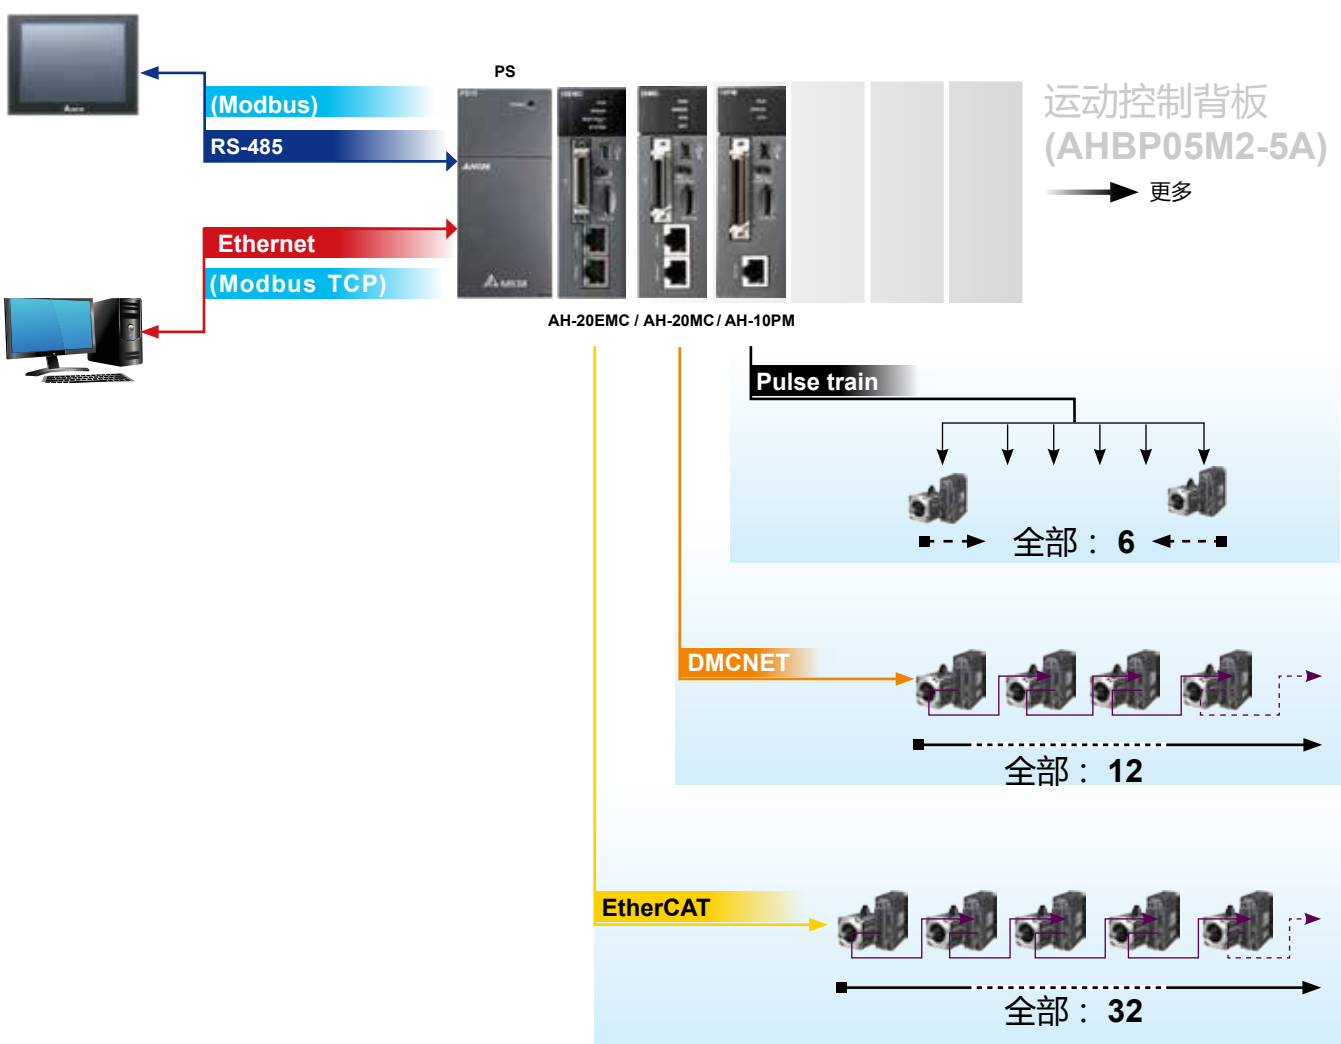 PS
(Modbus)
RS-485
Ethernet
(Modbus TCP)
运动控制背板
(AHBP05M2-5A)
更多
AH-20EMC / AH-20MC / AH-10PM
Pulse train
全部： 6
DMCNET
全部： 12
EtherCAT
全部： 32